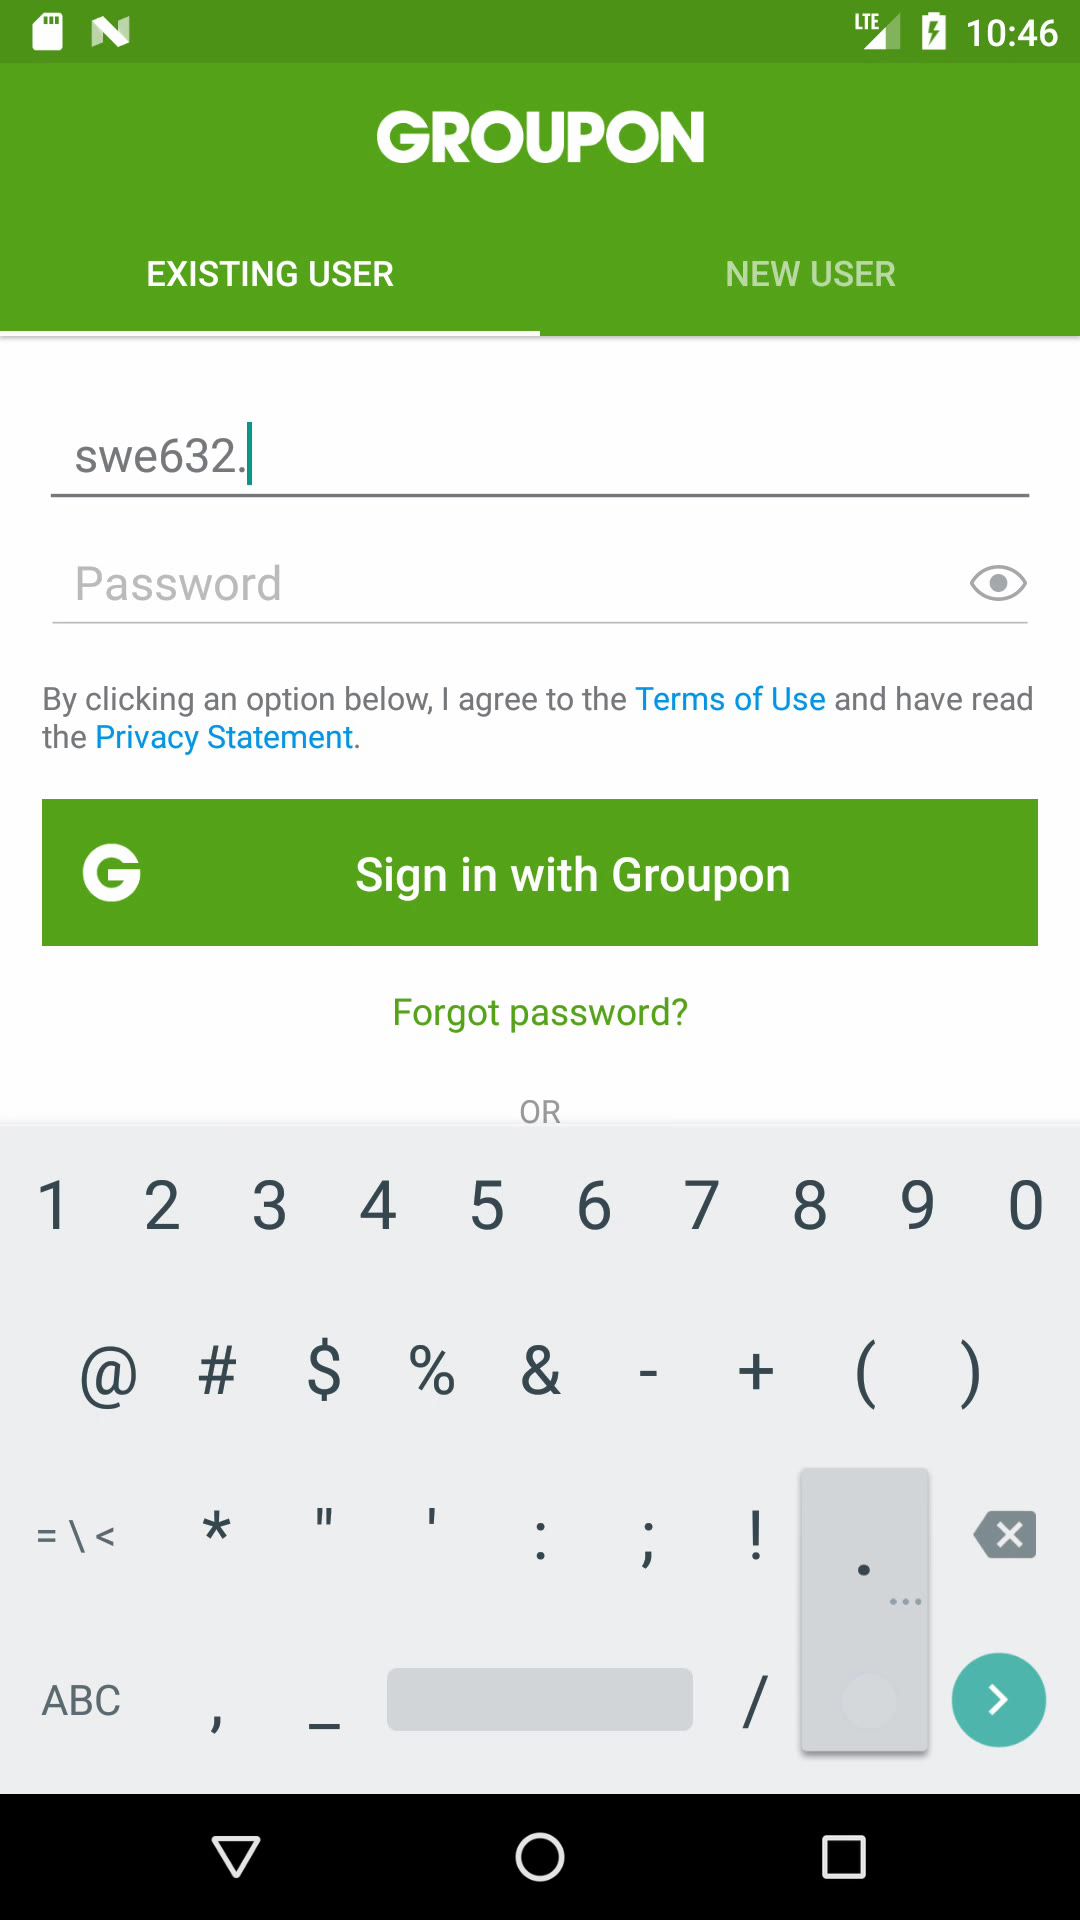 LTE 10:46
GROUPON
EXISTING USER NEW USER
swe632.
Password
By clicking an option below, I agree to the Terms of Use and have read
the Privacy Statement.
G Sign in with Groupon
Forgot password?
OR
1 2 3 4 5 6 7 8 9 0
@ # $ % & - + ( )
= \ < * " ' : ; ! .
ABC , _ /